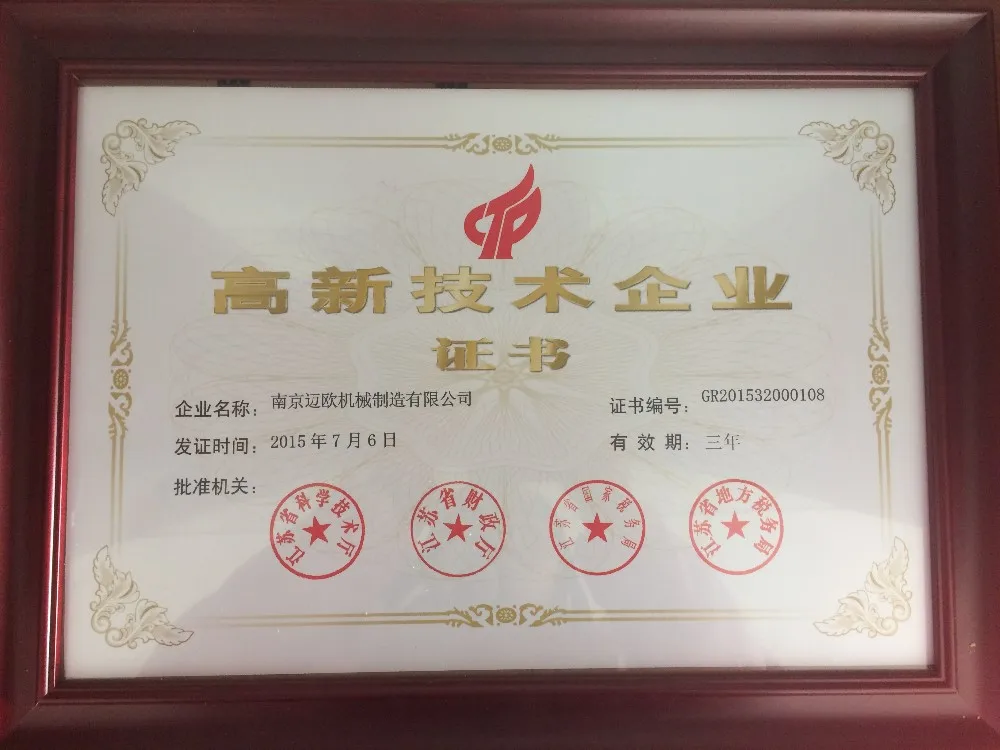 高新技术企业
证书
企业名称：南京迈欧机械制造有限公司
证书编号：GR201532000108
发证时间：2015年7月6日
有效期：三年
批准机关：
江苏省科学技术厅
江苏省财政厅
江苏省国家税务局
江苏省地方税务局